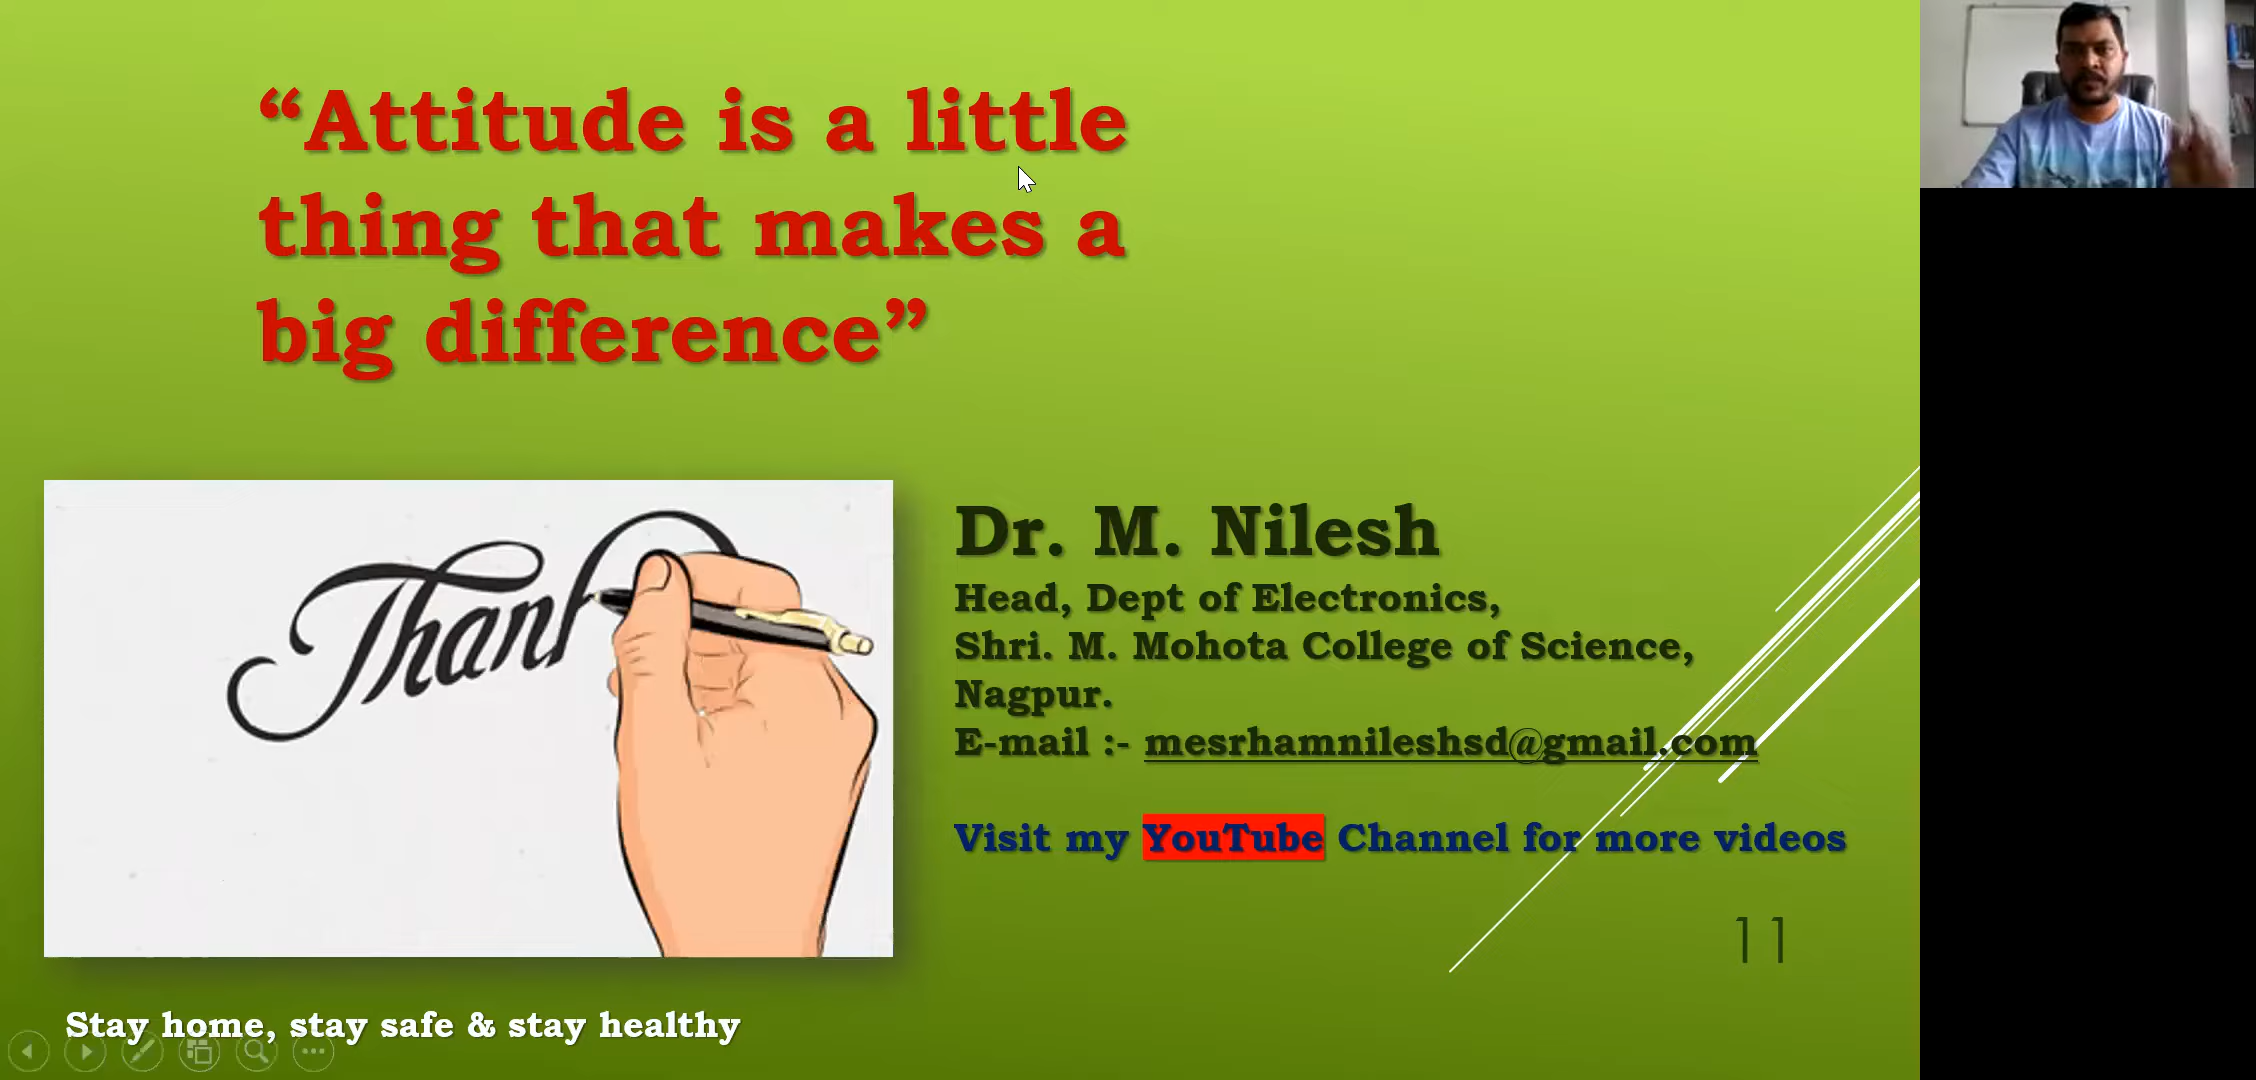 “Attitude is a little
thing that makes a
big difference”
Thank
Dr. M. Nilesh
Head, Dept of Electronics,
Shri. M. Mohota College of Science,
Nagpur.
E-mail :- mesrhamnileshsd@gmail.com
Visit my YouTube Channel for more videos
11
Stay home, stay safe & stay healthy